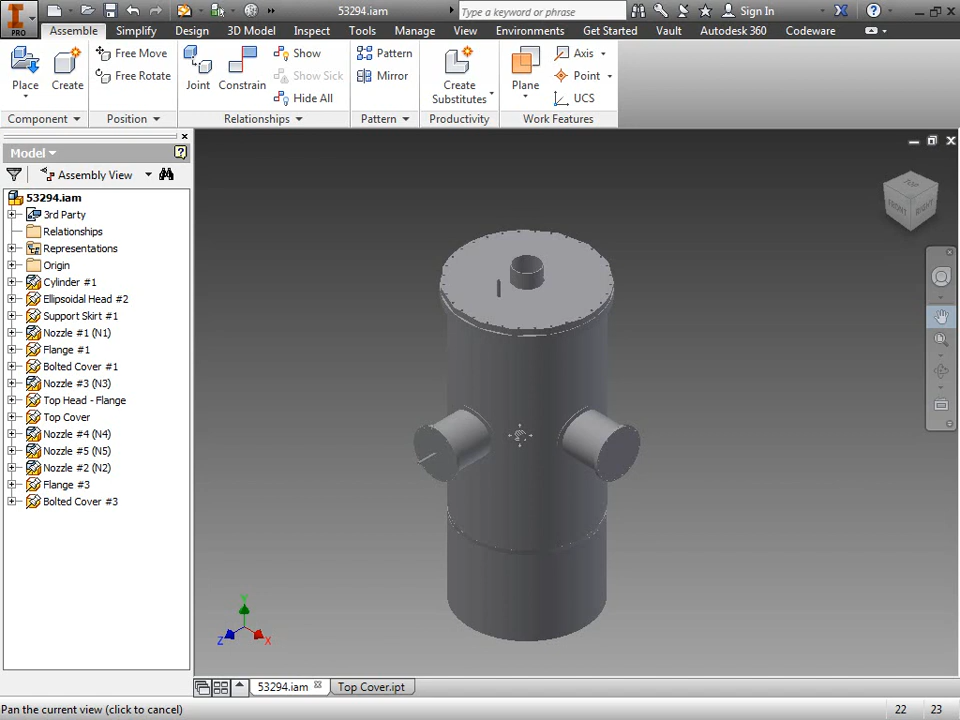 53294.iam
Type a keyword or phrase
Sign In
PRO
Assemble
Simplify
Design
3D Model
Inspect
Tools
Manage
View
Environments
Get Started
Vault
Autodesk 360
Codeware
Place
Create
Free Move
Free Rotate
Joint
Constrain
Show
Show Sick
Hide All
Pattern
Mirror
Create
Substitutes
Plane
Axis
Point
UCS
Component
Position
Relationships
Pattern
Productivity
Work Features
Model
Assembly View
53294.iam
3rd Party
Relationships
Representations
Origin
Cylinder #1
Ellipsoidal Head #2
Support Skirt #1
Nozzle #1 (N1)
Flange #1
Bolted Cover #1
Nozzle #3 (N3)
Top Head - Flange
Top Cover
Nozzle #4 (N4)
Nozzle #5 (N5)
Nozzle #2 (N2)
Flange #3
Bolted Cover #3
TOP
FRONT
RIGHT
Y
Z
X
53294.iam
Top Cover.ipt
Pan the current view (click to cancel)
22
23